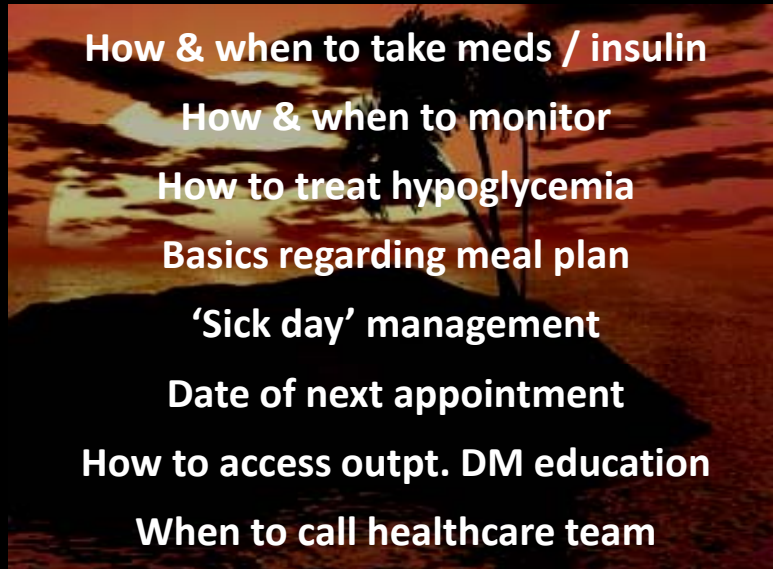 How & when to take meds / insulin
How & when to monitor
How to treat hypoglycemia
Basics regarding meal plan
‘Sick day’ management
Date of next appointment
How to access outpt. DM education
When to call healthcare team